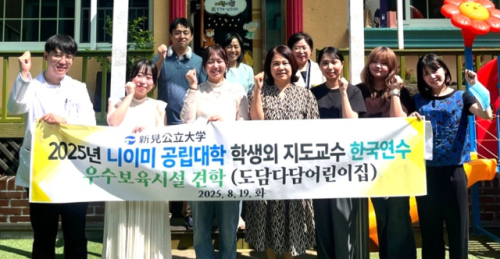 新見公立大学
2025년 니이미 공립대학 학생외 지도교수 한국연수
우수보육시설 견학 (도담다담어린이집)
2025. 8. 19. 화